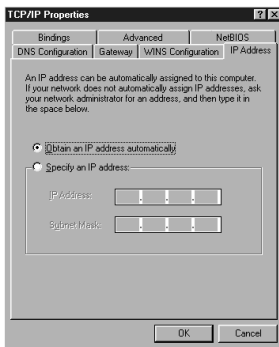 TCP/IP Properties
Bindings Advanced NetBIOS
DNS Configuration Gateway WINS Configuration IP Address
An IP address can be automatically assigned to this computer.
If your network does not automatically assign IP addresses, ask
your network administrator for an address, and then type it in
the space below.
Obtain an IP address automatically
Specify an IP address:
IP Address:
Subnet Mask:
OK Cancel